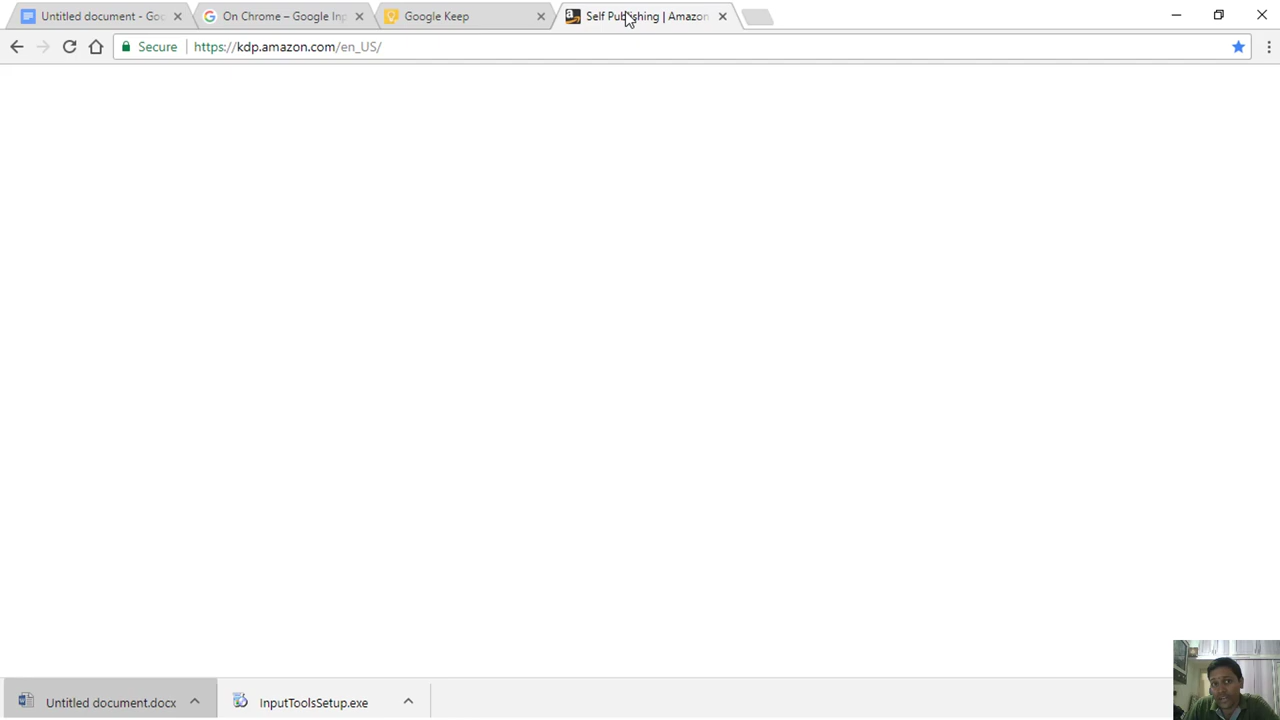 Untitled document - Goo
On Chrome – Google Inp
Google Keep
Self Publishing | Amazon
Secure
https://kdp.amazon.com/en_US/
Untitled document.docx
InputToolsSetup.exe